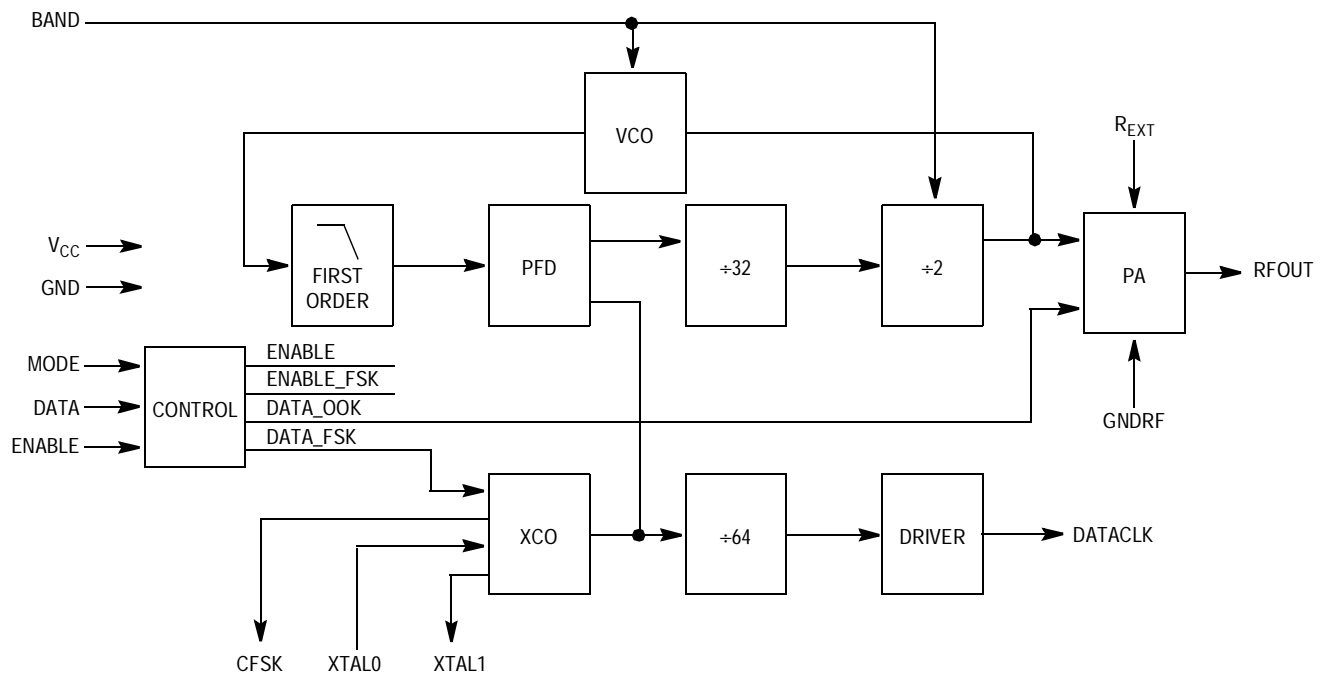 BAND
VCO
R_EXT
V_CC
GND
FIRST
ORDER
PFD
÷32
÷2
PA
RFOUT
MODE
DATA
ENABLE
CONTROL
ENABLE
ENABLE_FSK
DATA_OOK
DATA_FSK
GNDRF
XCO
÷64
DRIVER
DATACLK
CFSK
XTAL0
XTAL1